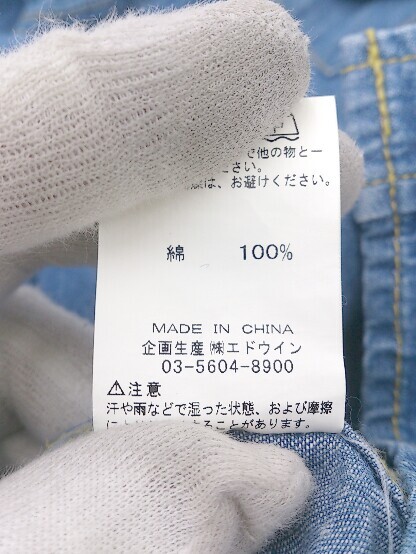 で他の物と一
さい。
は、お避けください。
綿 100%
MADE IN CHINA
企画生産 ㈱エドウイン
03-5604-8900
⚠注意
汗や雨などで湿った状態、および摩擦
することがあります。